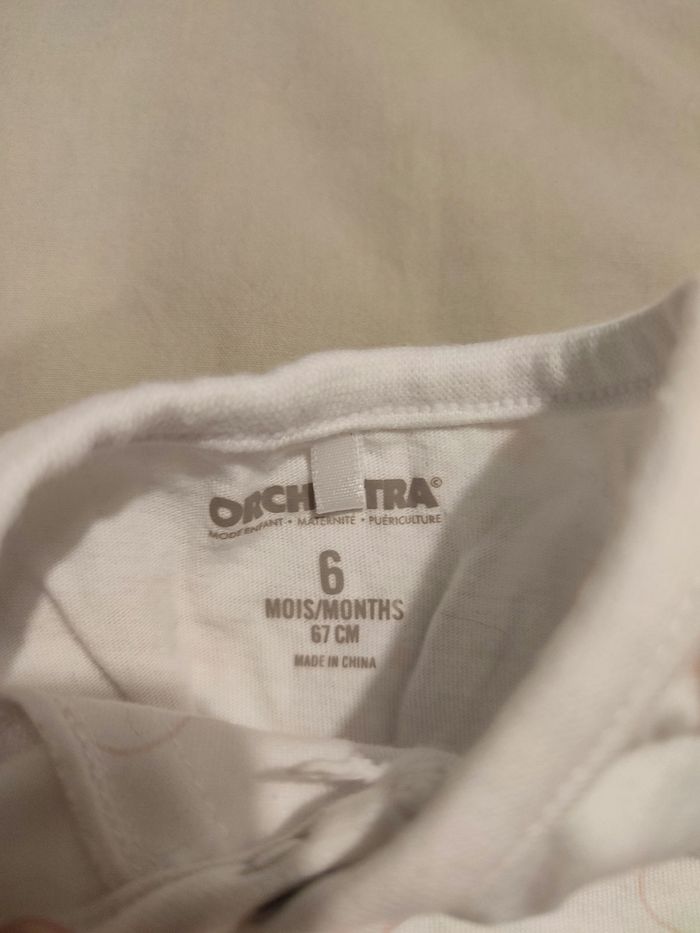 ORCHESTRA©
MODE ENFANT • MATERNITÉ • PUÉRICULTURE
6
MOIS/MONTHS
67 CM
MADE IN CHINA